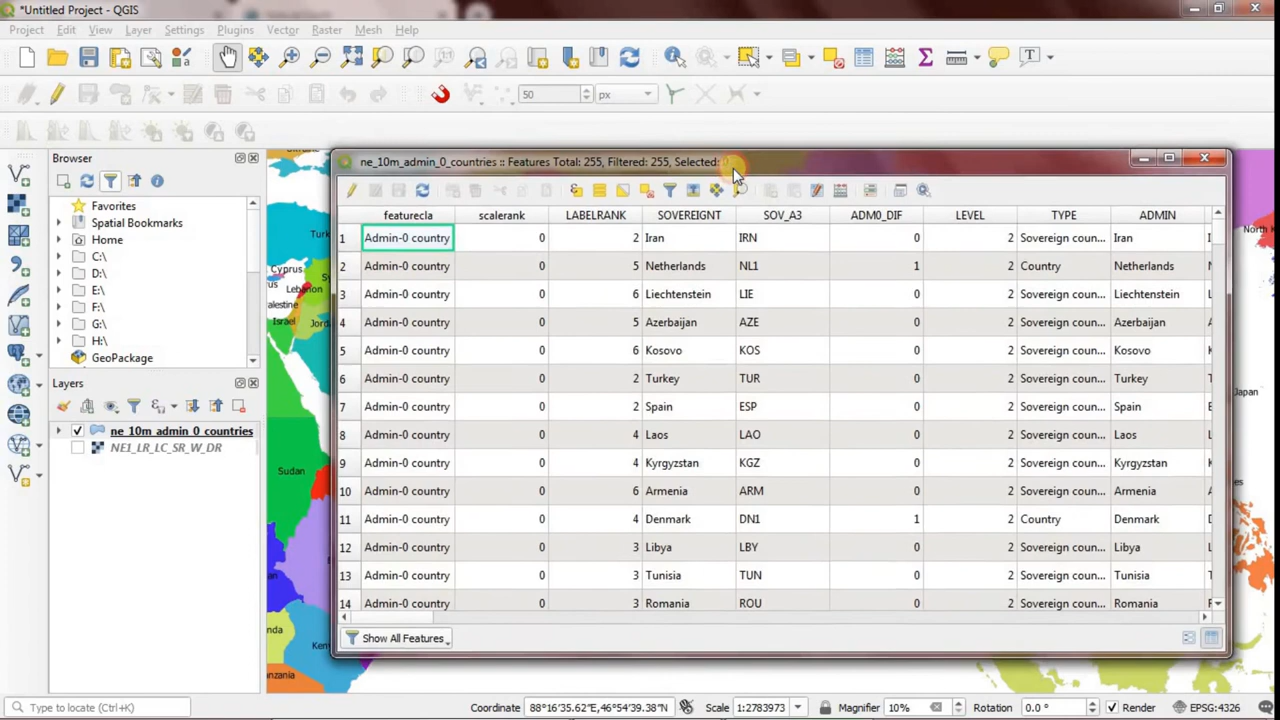 *Untitled Project - QGIS
Project Edit View Layer Settings Plugins Vector Raster Mesh Help
50 px
Browser
Favorites
Spatial Bookmarks
Home
C:\
D:\
E:\
F:\
G:\
H:\
GeoPackage
Layers
ne_10m_admin_0_countries
NE1_LR_LC_SR_W_DR
Cyprus
Lebanon
Israel
Sudan
Japan
ne_10m_admin_0_countries :: Features Total: 255, Filtered: 255, Selected:
featurecla scalerank LABELRANK SOVEREIGNT SOV_A3 ADM0_DIF LEVEL TYPE ADMIN
1 Admin-0 country 0 2 Iran IRN 0 2 Sovereign coun... Iran
2 Admin-0 country 0 5 Netherlands NL1 1 2 Country Netherlands
3 Admin-0 country 0 6 Liechtenstein LIE 0 2 Sovereign coun... Liechtenstein
4 Admin-0 country 0 5 Azerbaijan AZE 0 2 Sovereign coun... Azerbaijan
5 Admin-0 country 0 6 Kosovo KOS 0 2 Sovereign coun... Kosovo
6 Admin-0 country 0 2 Turkey TUR 0 2 Sovereign coun... Turkey
7 Admin-0 country 0 2 Spain ESP 0 2 Sovereign coun... Spain
8 Admin-0 country 0 4 Laos LAO 0 2 Sovereign coun... Laos
9 Admin-0 country 0 4 Kyrgyzstan KGZ 0 2 Sovereign coun... Kyrgyzstan
10 Admin-0 country 0 6 Armenia ARM 0 2 Sovereign coun... Armenia
11 Admin-0 country 0 4 Denmark DN1 1 2 Country Denmark
12 Admin-0 country 0 3 Libya LBY 0 2 Sovereign coun... Libya
13 Admin-0 country 0 3 Tunisia TUN 0 2 Sovereign coun... Tunisia
14 Admin-0 country 0 3 Romania ROU 0 2 Sovereign coun... Romania
Show All Features
Type to locate (Ctrl+K) Coordinate 88°16'35.62"E,46°54'39.38"N Scale 1:2783973 Magnifier 10% Rotation 0.0 ° Render EPSG:4326